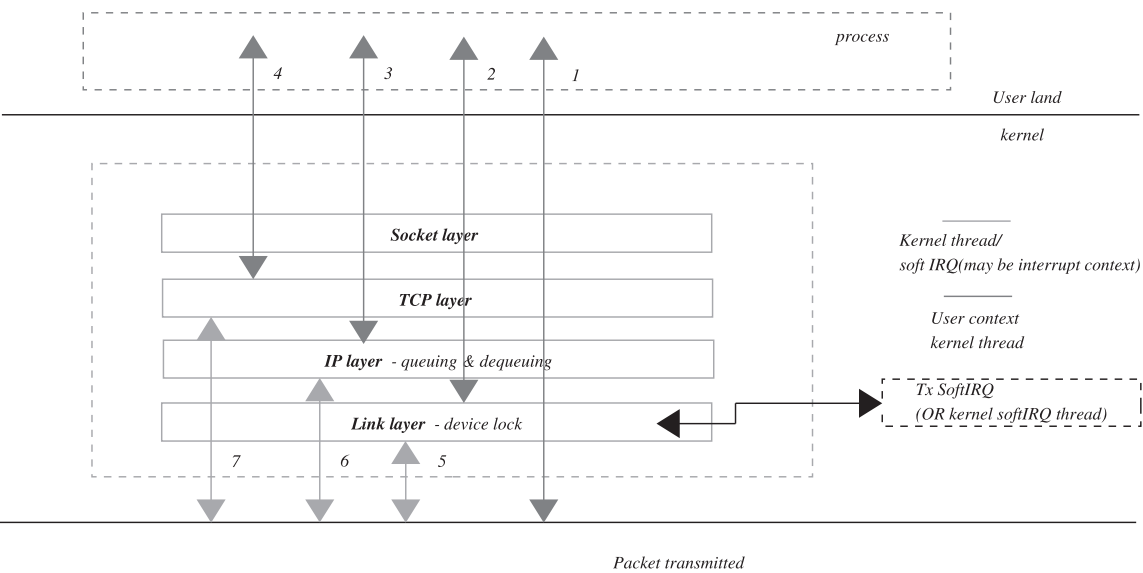 process
4
3
2
1
User land
kernel
Socket layer
Kernel thread/
soft IRQ(may be interrupt context)
TCP layer
User context
kernel thread
IP layer - queuing & dequeuing
Tx SoftIRQ
(OR kernel softIRQ thread)
Link layer - device lock
7
6
5
Packet transmitted